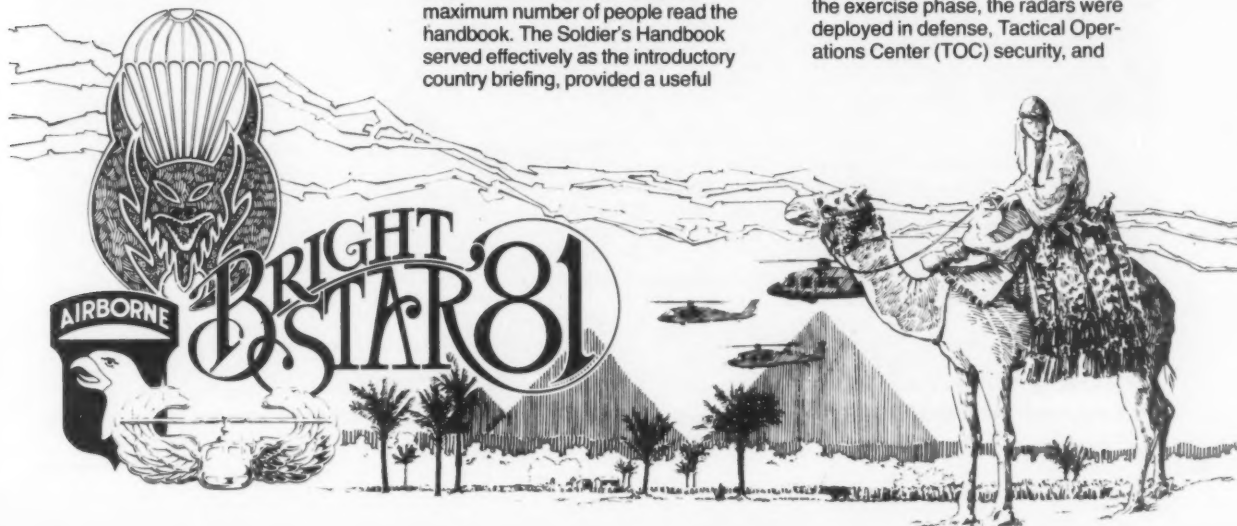 maximum number of people read the
handbook. The Soldier's Handbook
served effectively as the introductory
country briefing, provided a useful
the exercise phase, the radars were
deployed in defense, Tactical Oper-
ations Center (TOC) security, and
BRIGHT
STAR '81
AIRBORNE